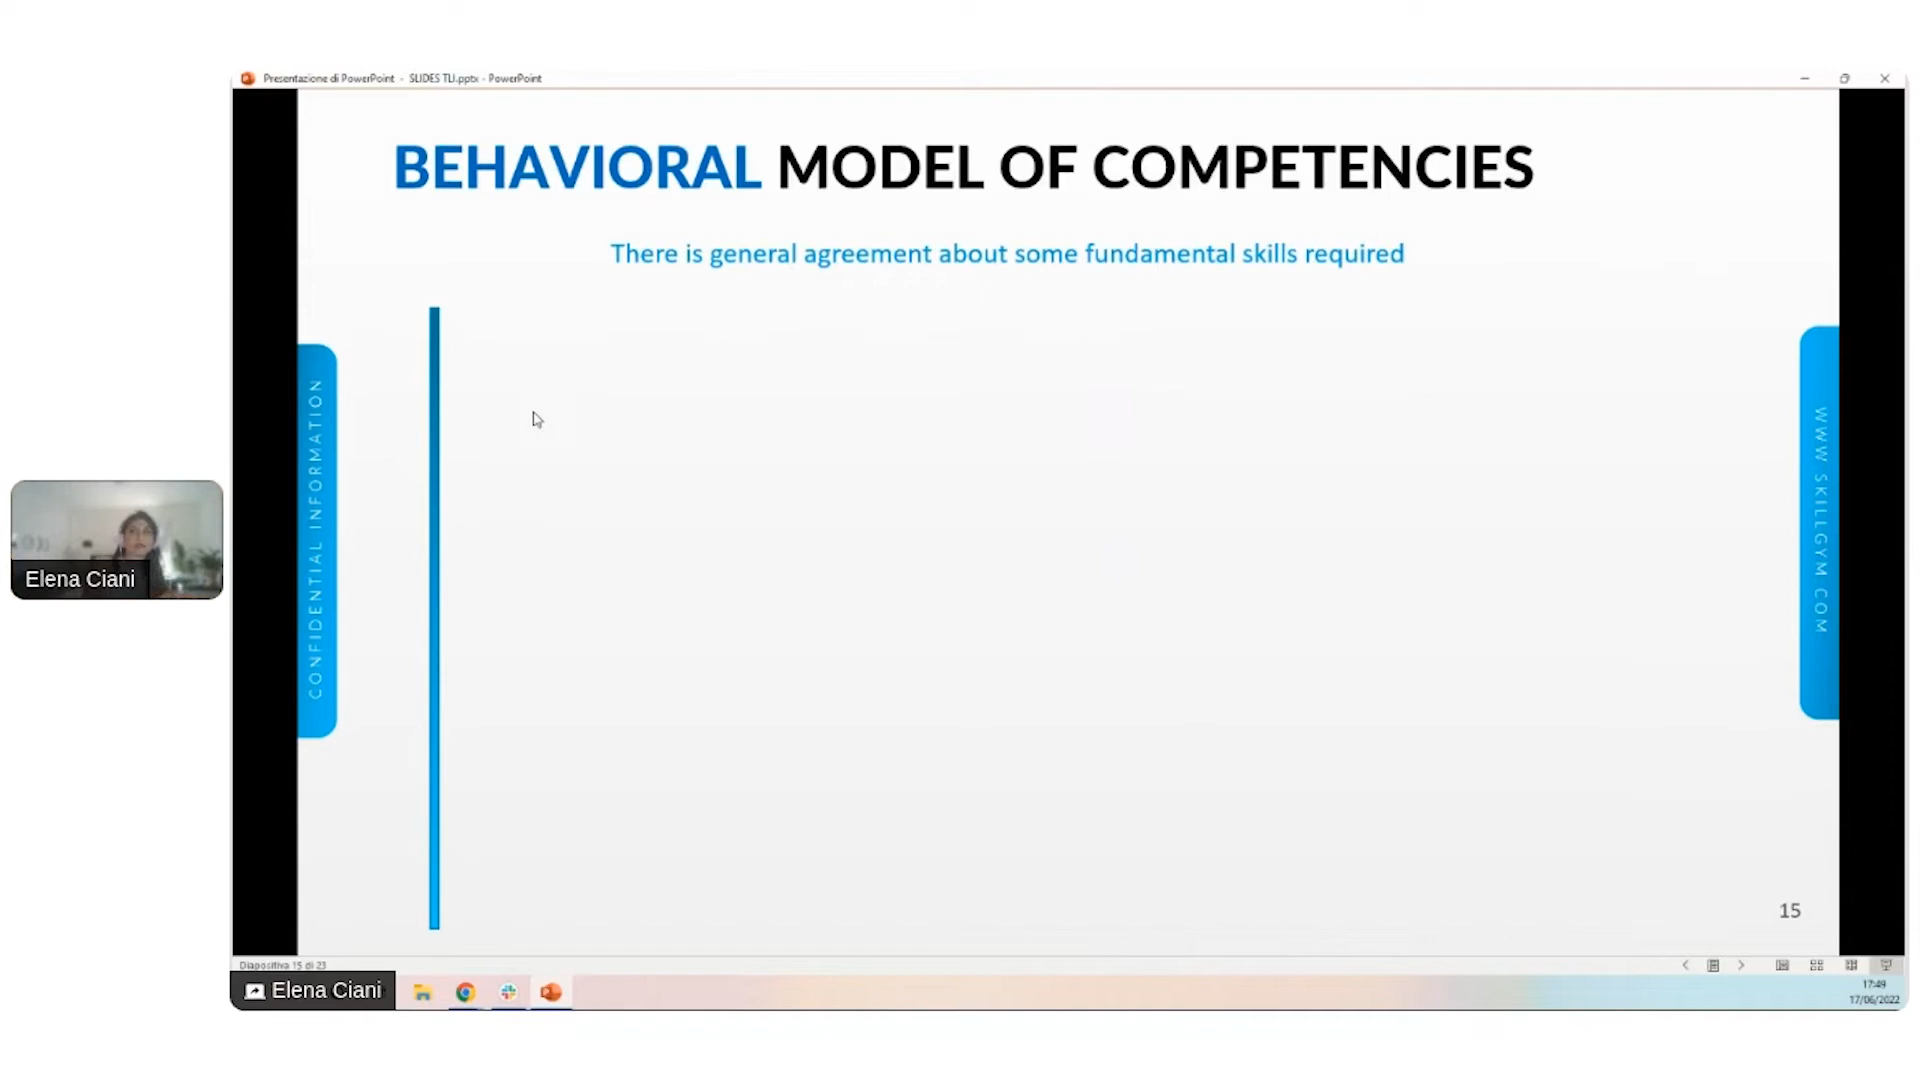 Presentazione di PowerPoint - SLIDES TLI.pptx - PowerPoint
BEHAVIORAL MODEL OF COMPETENCIES
There is general agreement about some fundamental skills required
CONFIDENTIAL INFORMATION
WWW.SKILLGYM.COM
Elena Ciani
15
Diapositiva 15 di 23
Elena Ciani
17:49
17/06/2022